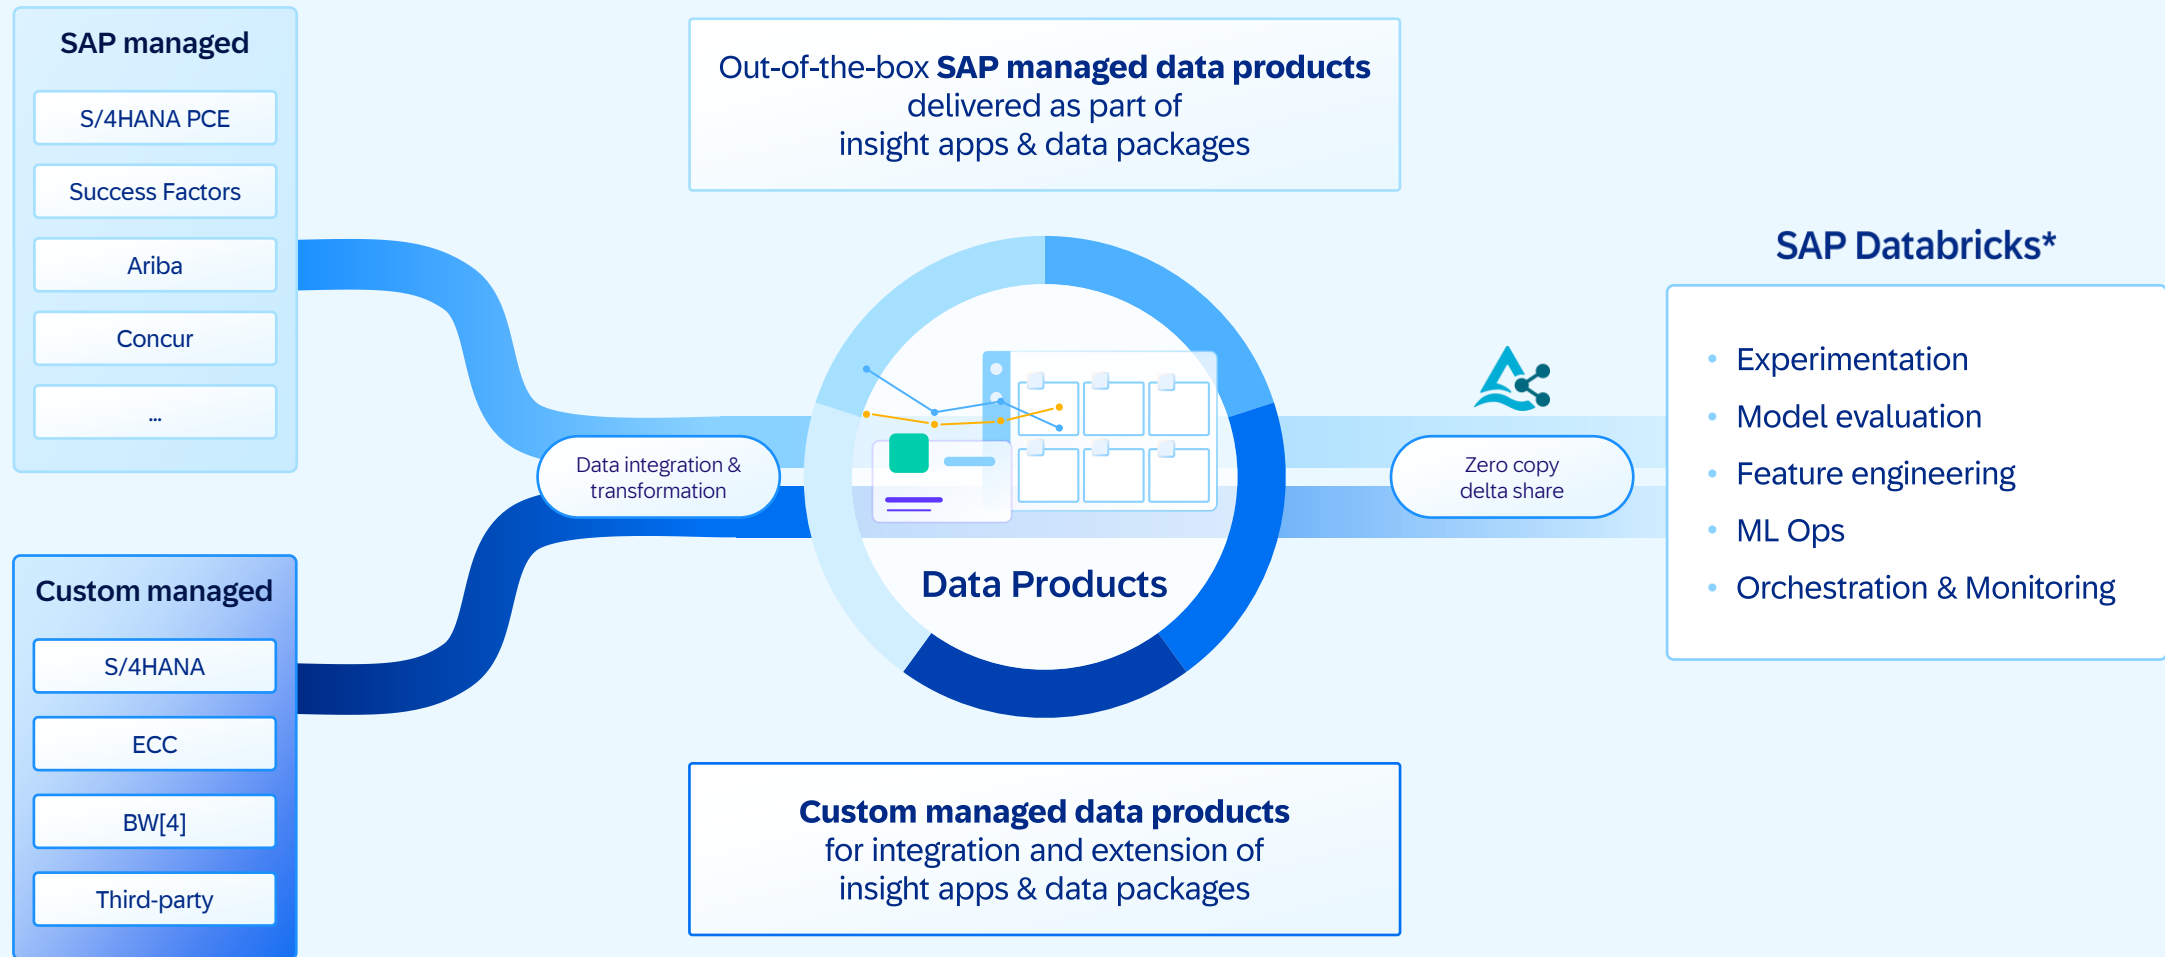 SAP managed
S/4HANA PCE
Success Factors
Ariba
Concur
...
Custom managed
S/4HANA
ECC
BW[4]
Third-party
Data integration &
transformation
Out-of-the-box SAP managed data products
delivered as part of
insight apps & data packages
Data Products
Custom managed data products
for integration and extension of
insight apps & data packages
Zero copy
delta share
SAP Databricks*
• Experimentation
• Model evaluation
• Feature engineering
• ML Ops
• Orchestration & Monitoring